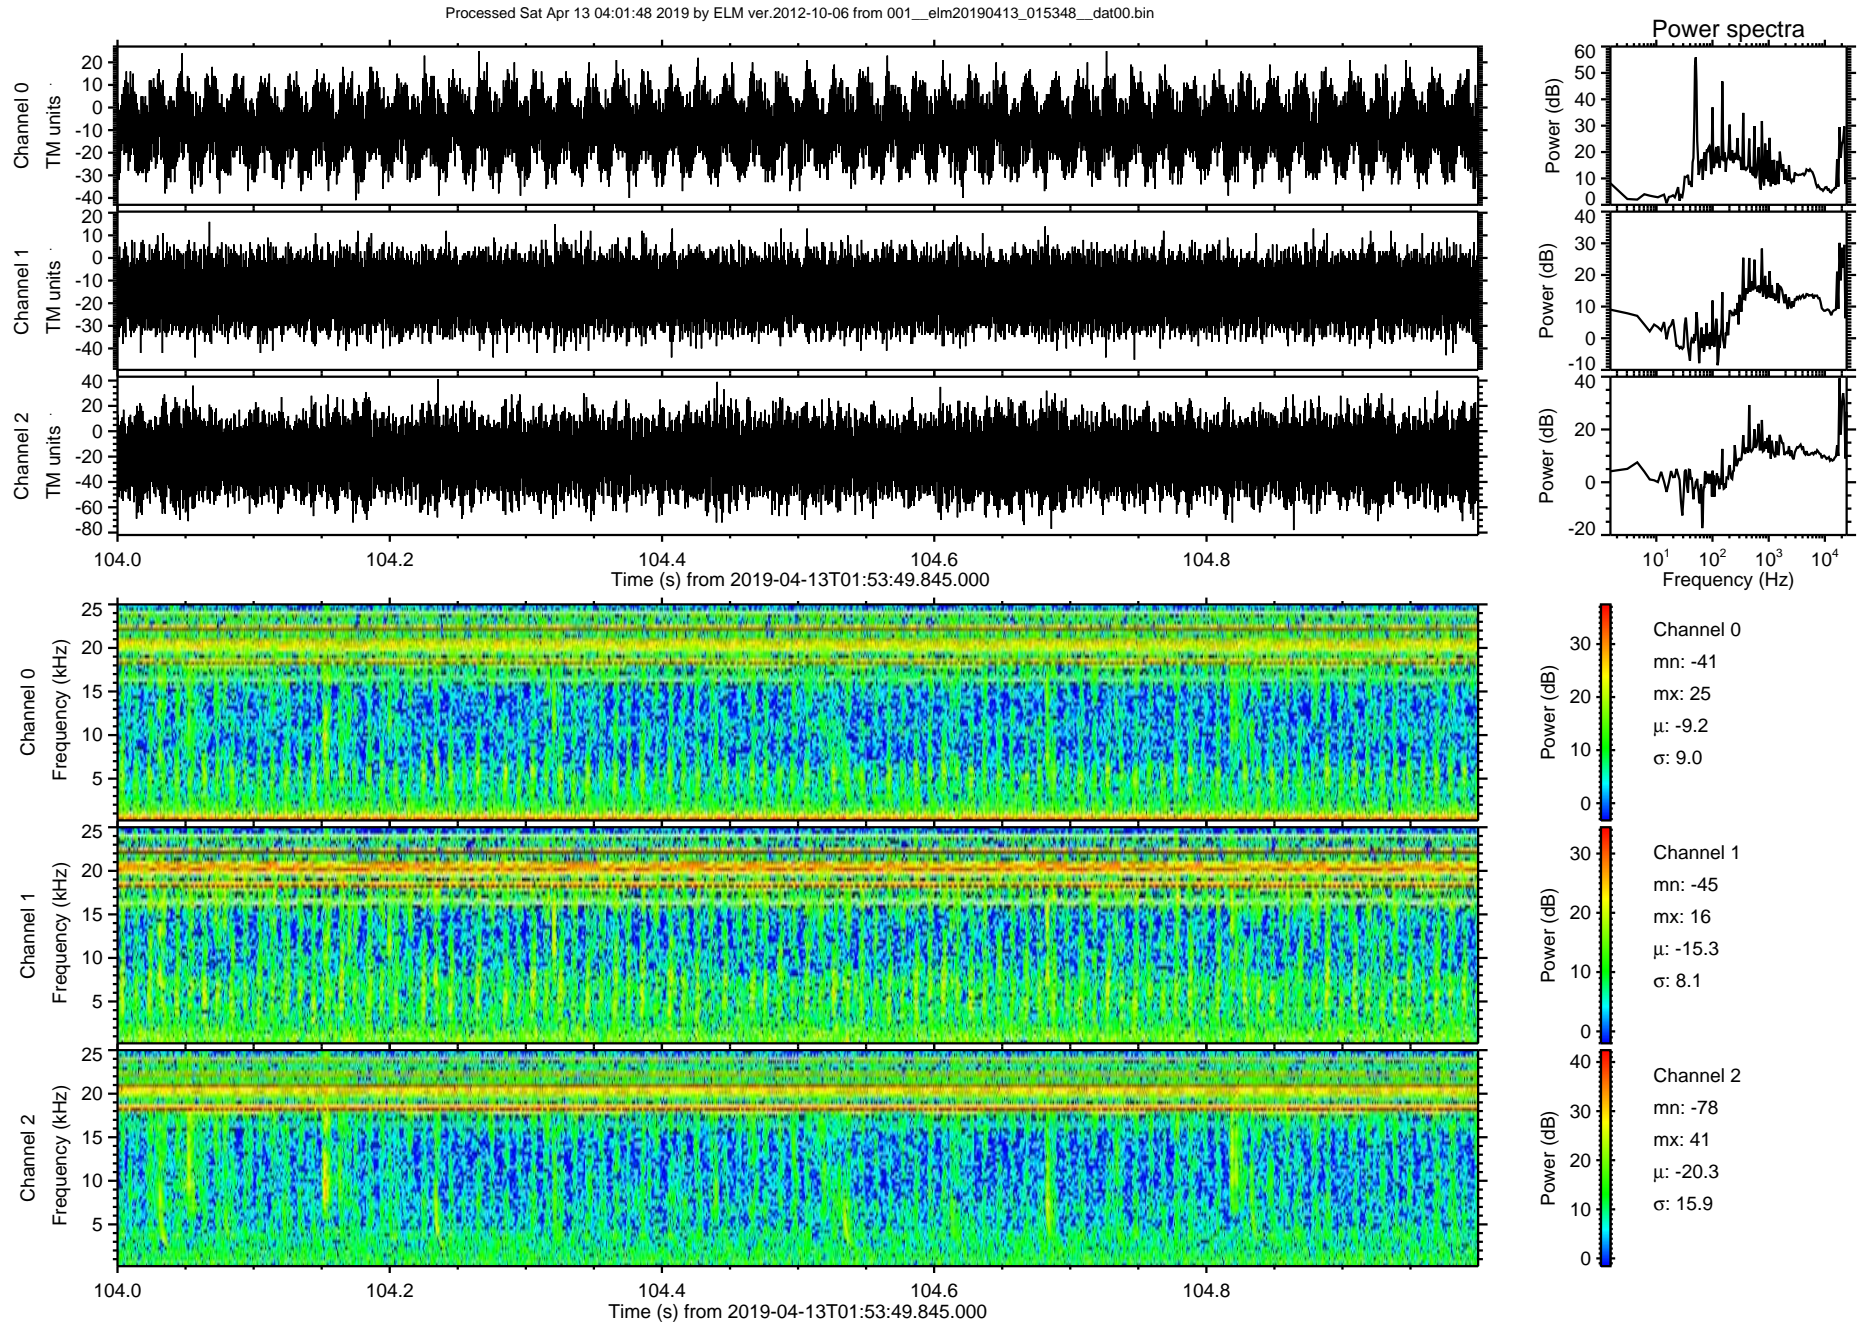 Processed Sat Apr 13 04:01:48 2019 by ELM ver.2012-10-06 from 001__elm20190413_015348__dat00.bin
Power spectra
Channel 0
TM units
20
10
0
-10
-20
-30
-40
Power (dB)
60
50
40
30
20
10
0
Channel 1
TM units
20
10
0
-10
-20
-30
-40
Power (dB)
40
30
20
10
0
-10
Channel 2
TM units
40
20
0
-20
-40
-60
-80
Power (dB)
40
20
0
-20
104.0 104.2 104.4 104.6 104.8
Time (s) from 2019-04-13T01:53:49.845.000
10¹ 10² 10³ 10⁴
Frequency (Hz)
Channel 0
Frequency (kHz)
25
20
15
10
5
Power (dB)
30
20
10
0
Channel 0
mn: -41
mx: 25
μ: -9.2
σ: 9.0
Channel 1
Frequency (kHz)
25
20
15
10
5
Power (dB)
30
20
10
0
Channel 1
mn: -45
mx: 16
μ: -15.3
σ: 8.1
Channel 2
Frequency (kHz)
25
20
15
10
5
Power (dB)
40
30
20
10
0
Channel 2
mn: -78
mx: 41
μ: -20.3
σ: 15.9
104.0 104.2 104.4 104.6 104.8
Time (s) from 2019-04-13T01:53:49.845.000